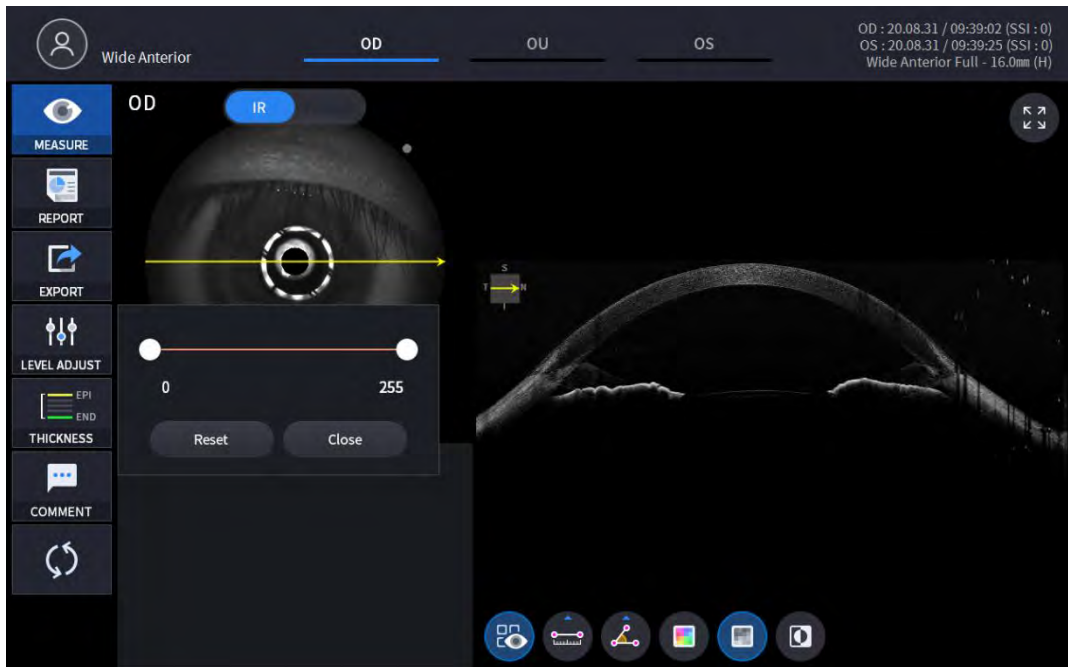 Wide Anterior
OD
OU
OS
OD : 20.08.31 / 09:39:02 (SSI : 0)
OS : 20.08.31 / 09:39:25 (SSI : 0)
Wide Anterior Full - 16.0mm (H)
MEASURE
REPORT
EXPORT
LEVEL ADJUST
EPI
END
THICKNESS
COMMENT
OD
IR
0
255
Reset
Close
S
T
N
I